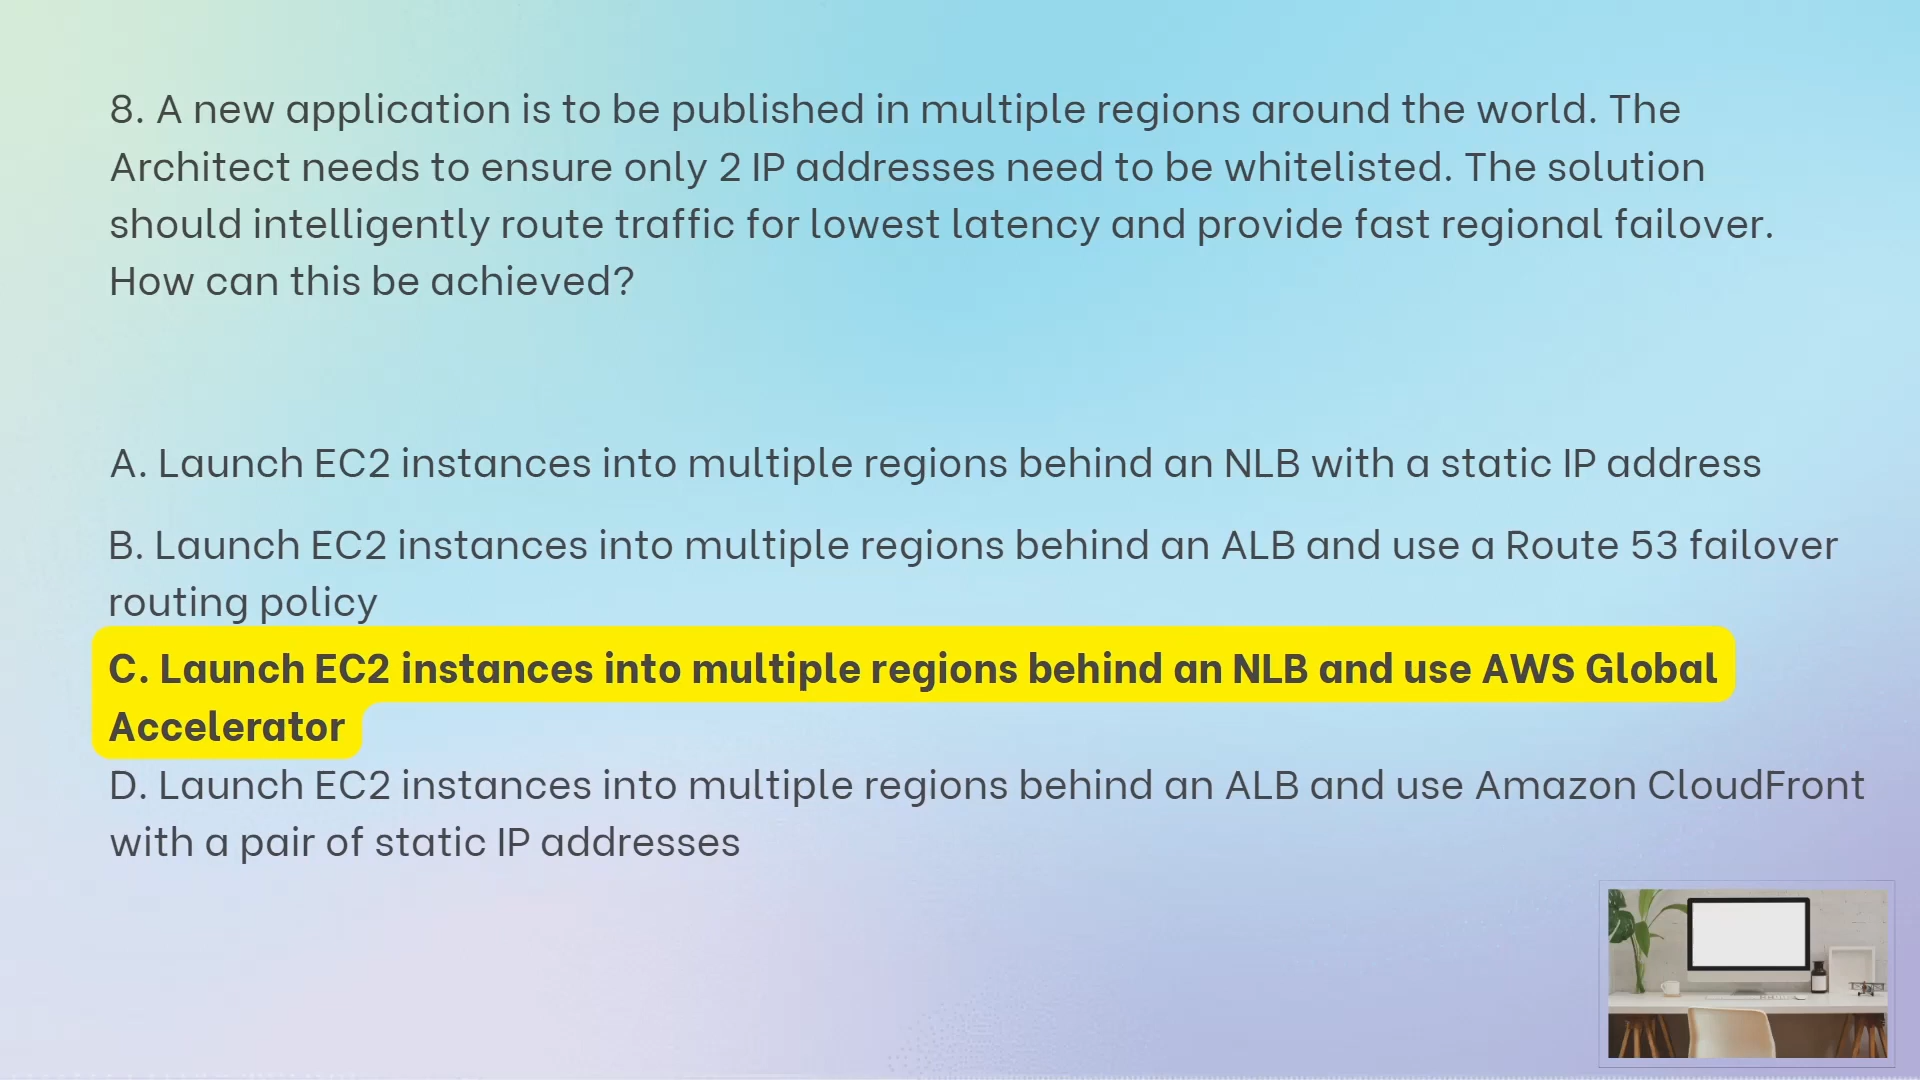 8. A new application is to be published in multiple regions around the world. The
Architect needs to ensure only 2 IP addresses need to be whitelisted. The solution
should intelligently route traffic for lowest latency and provide fast regional failover.
How can this be achieved?
A. Launch EC2 instances into multiple regions behind an NLB with a static IP address
B. Launch EC2 instances into multiple regions behind an ALB and use a Route 53 failover
routing policy
C. Launch EC2 instances into multiple regions behind an NLB and use AWS Global
Accelerator
D. Launch EC2 instances into multiple regions behind an ALB and use Amazon CloudFront
with a pair of static IP addresses